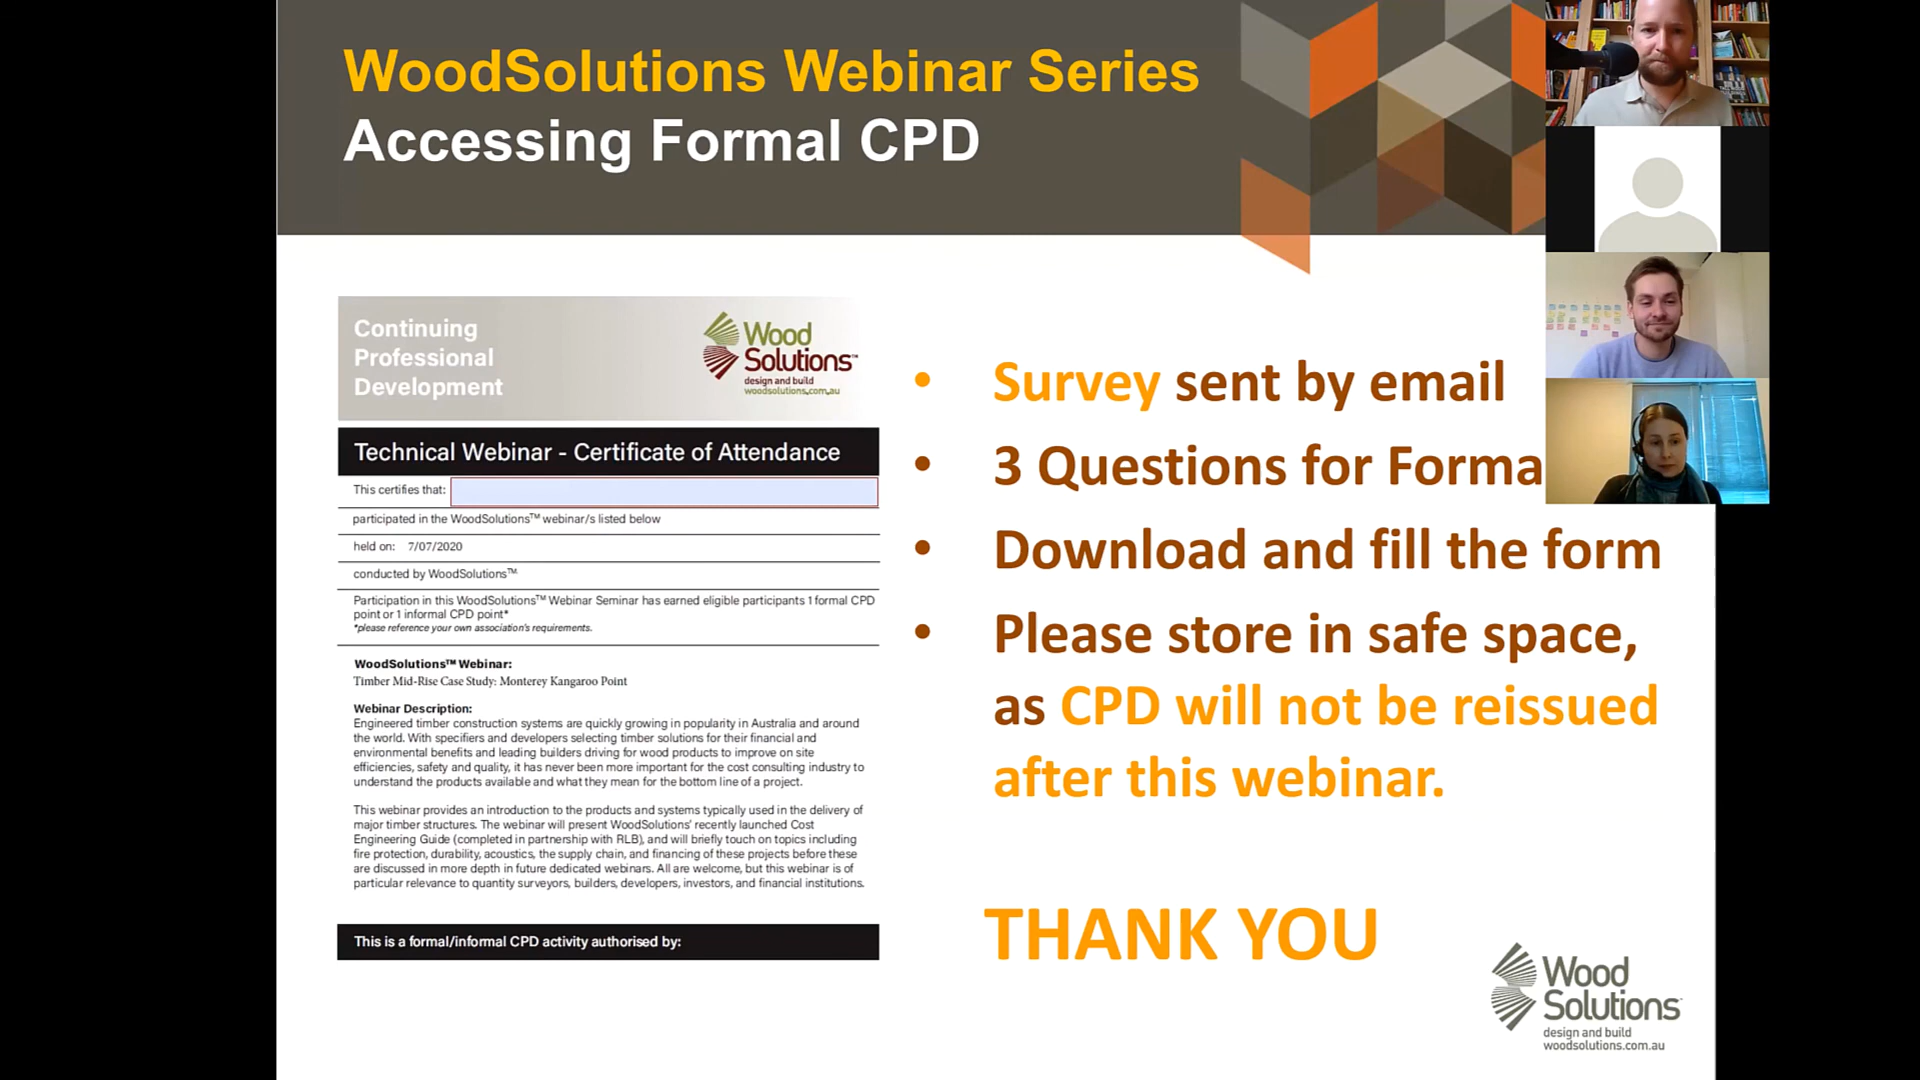 WoodSolutions Webinar Series
Accessing Formal CPD
Continuing
Professional
Development
Wood
Solutions™
design and build
woodsolutions.com.au
Technical Webinar - Certificate of Attendance
This certifies that:
participated in the WoodSolutions™ webinar/s listed below
held on: 7/07/2020
conducted by WoodSolutions™
Participation in this WoodSolutions™ Webinar Seminar has earned eligible participants 1 formal CPD
point or 1 informal CPD point*
*please reference your own association's requirements.
WoodSolutions™ Webinar:
Timber Mid-Rise Case Study: Monterey Kangaroo Point
Webinar Description:
Engineered timber construction systems are quickly growing in popularity in Australia and around
the world. With specifiers and developers selecting timber solutions for their financial and
environmental benefits and leading builders driving for wood products to improve on site
efficiencies, safety and quality, it has never been more important for the cost consulting industry to
understand the products available and what they mean for the bottom line of a project.
This webinar provides an introduction to the products and systems typically used in the delivery of
major timber structures. The webinar will present WoodSolutions' recently launched Cost
Engineering Guide (completed in partnership with RLB), and will briefly touch on topics including
fire protection, durability, acoustics, the supply chain, and financing of these projects before these
are discussed in more depth in future dedicated webinars. All are welcome, but this webinar is of
particular relevance to quantity surveyors, builders, developers, investors, and financial institutions.
This is a formal/informal CPD activity authorised by:
• Survey sent by email
• 3 Questions for Forma
• Download and fill the form
• Please store in safe space,
as CPD will not be reissued
after this webinar.
THANK YOU
Wood
Solutions
design and build
woodsolutions.com.au